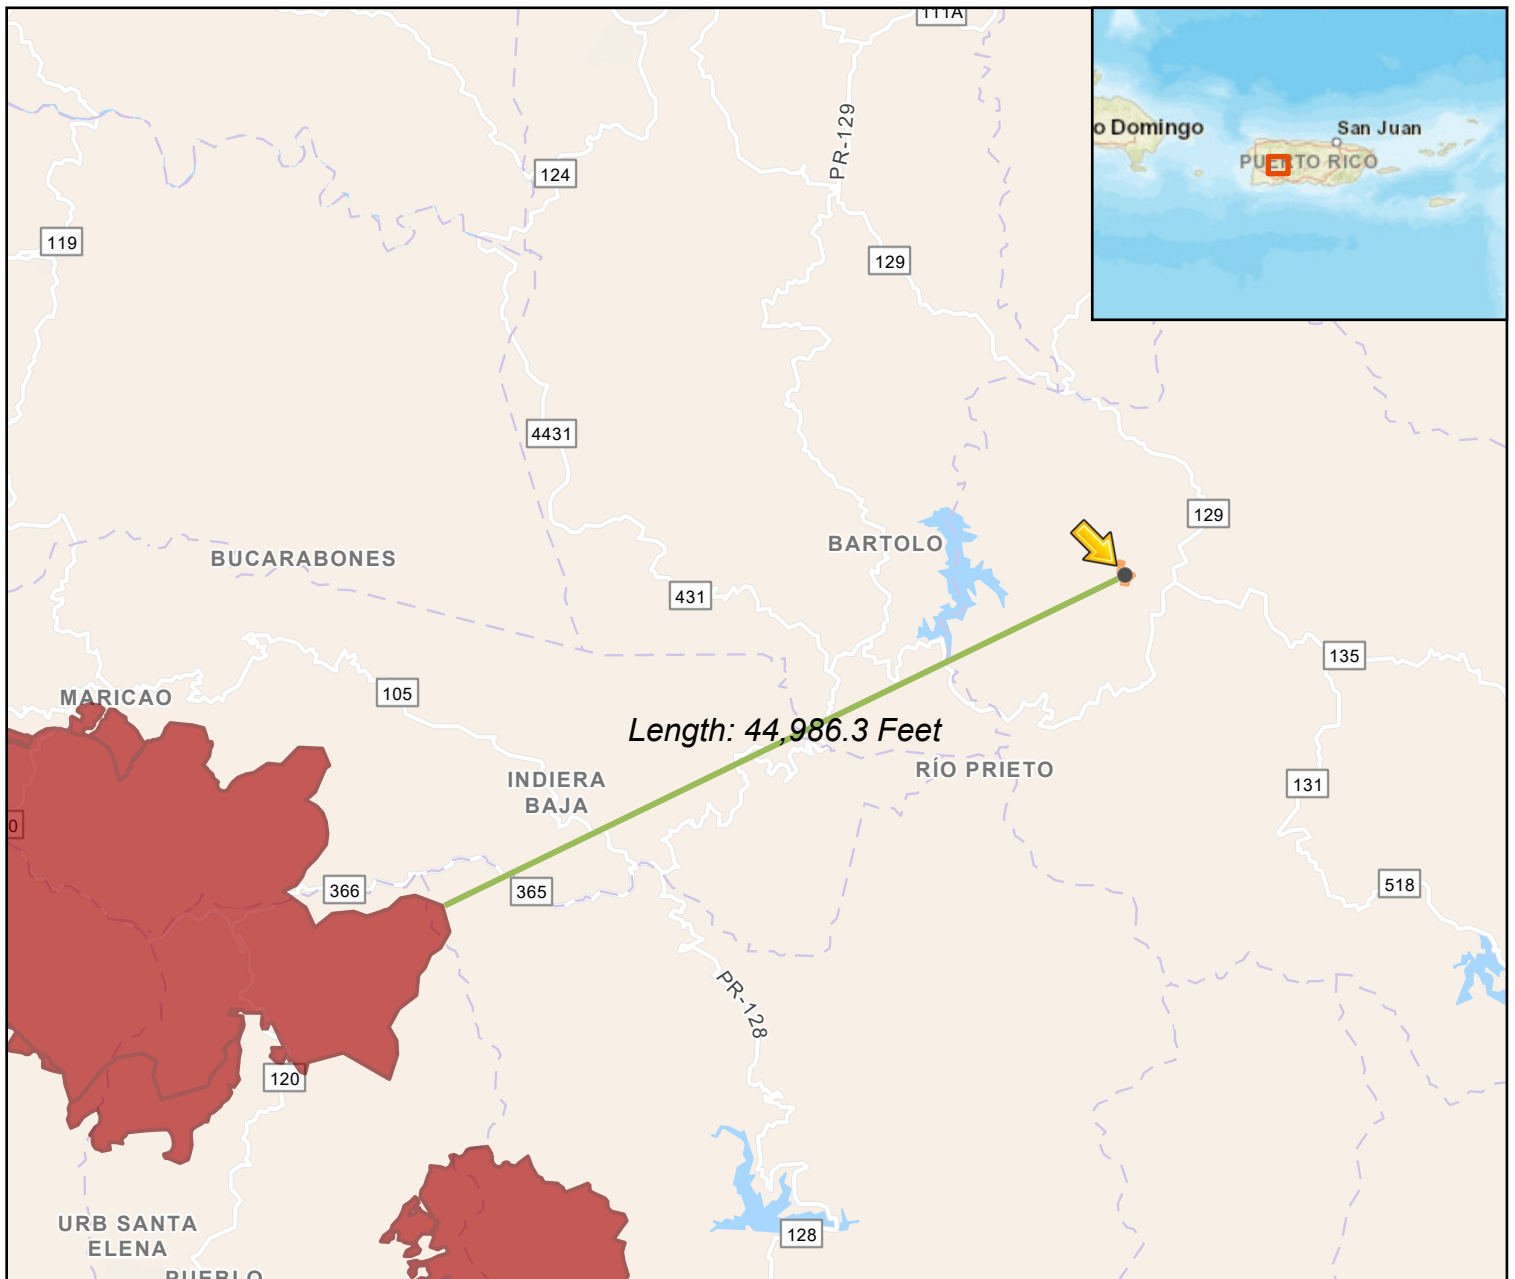 111A
o Domingo
San Juan
PUERTO RICO
PR-129
124
119
129
4431
129
BUCARABONES
BARTOLO
431
135
MARICAO
105
Length: 44,986.3 Feet
INDIERA
BAJA
RÍO PRIETO
131
0
366
365
518
PR-128
120
URB SANTA
ELENA
128
PUEBLO